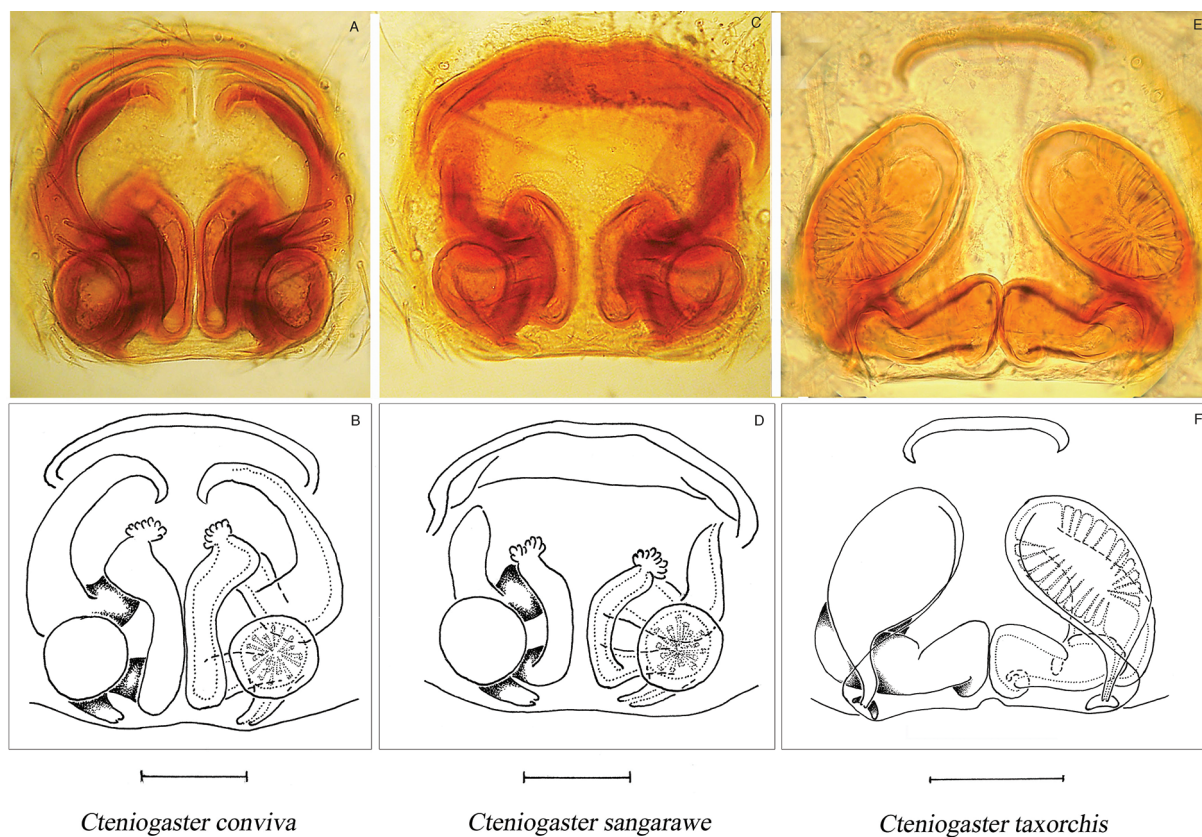 A
C
E
B
D
F
Cteniogaster conviva
Cteniogaster sangarawe
Cteniogaster taxorchis